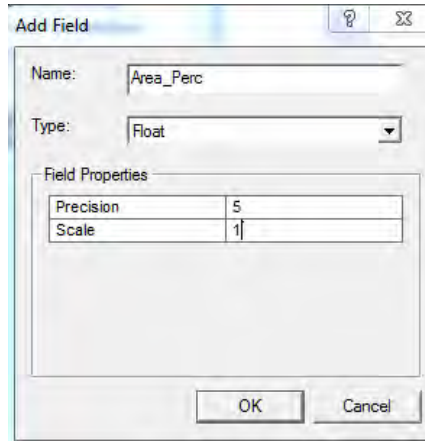 Add Field ?
Name: Area_Perc
Type: Float
Field Properties
Precision 5
Scale 1
OK Cancel